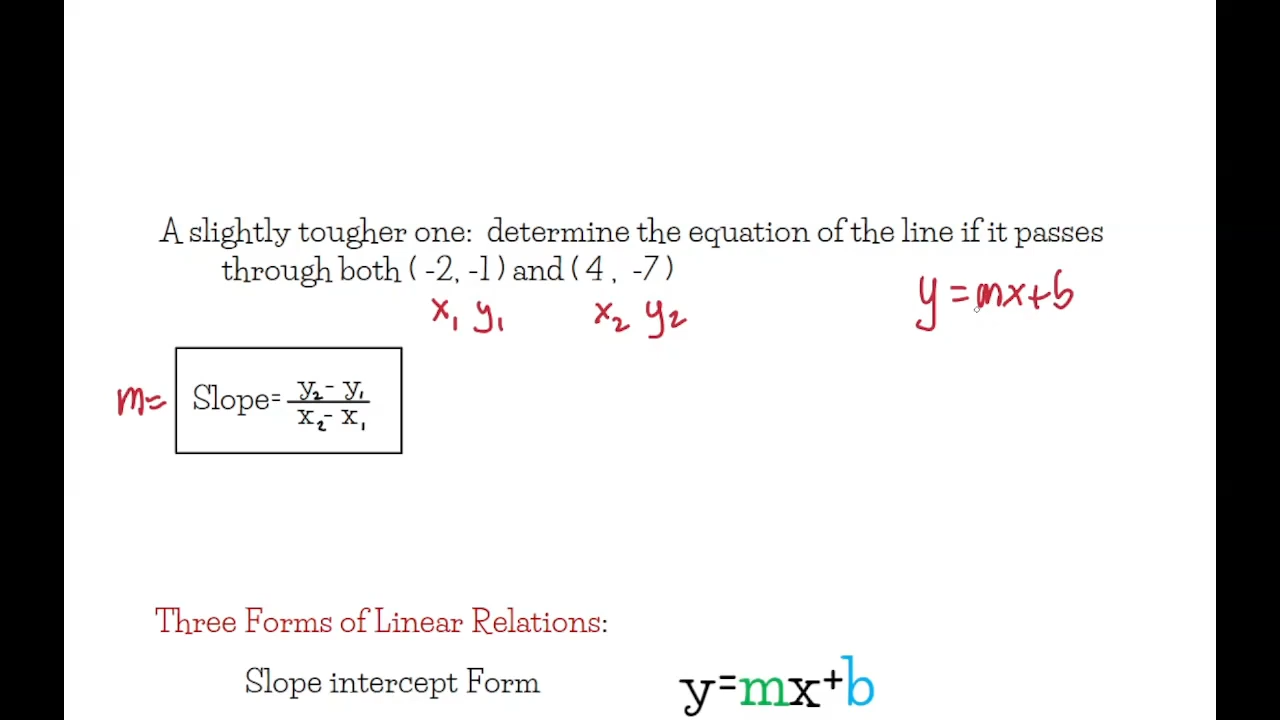 A slightly tougher one: determine the equation of the line if it passes
through both ( -2, -1 ) and ( 4 , -7 )
x₁ y₁ x₂ y₂ y = mx+b
m= Slope= y₂ - y₁
x₂ - x₁
Three Forms of Linear Relations:
Slope intercept Form y=mx+b